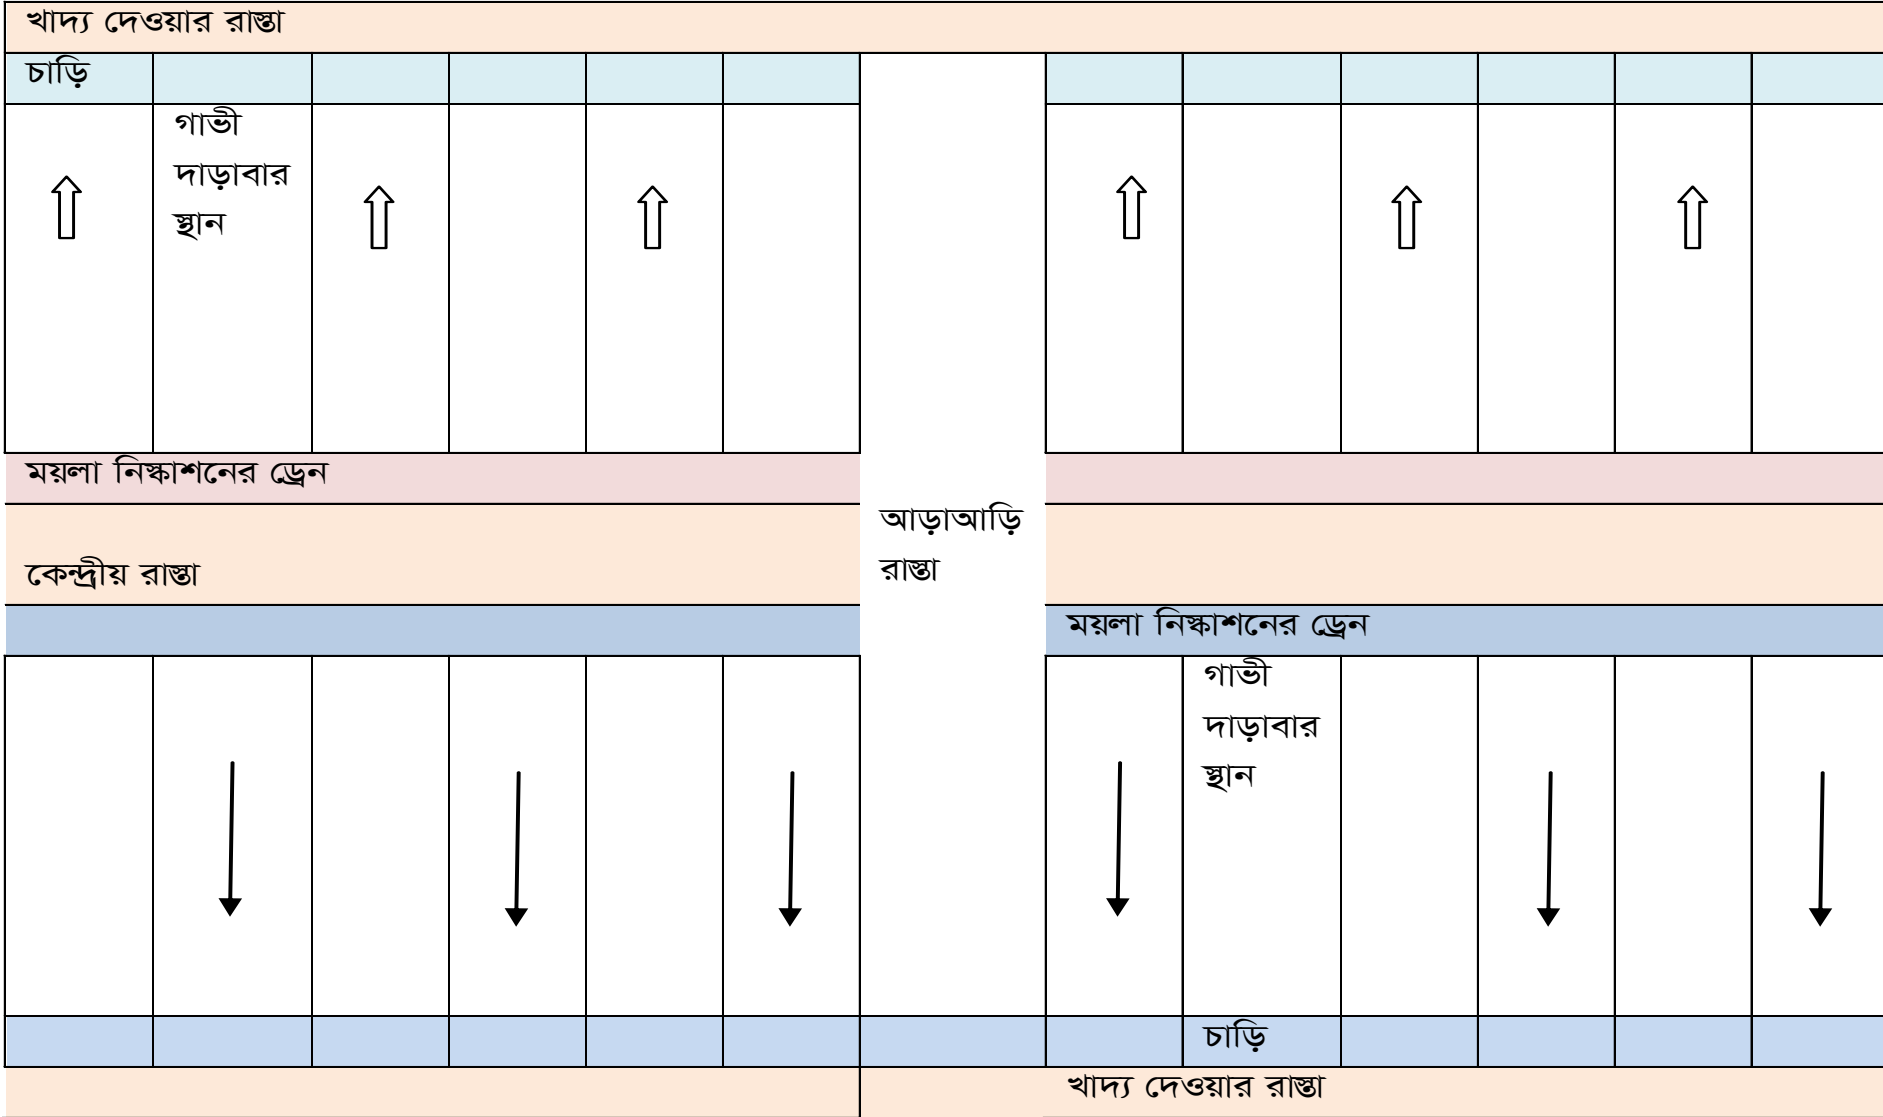 খাদ্য দেওয়ার রাস্তা
চাড়ি
গাভী
দাড়াবার
স্থান
ময়লা নিস্কাশনের ড্রেন
আড়াআড়ি
রাস্তা
কেন্দ্রীয় রাস্তা
ময়লা নিস্কাশনের ড্রেন
গাভী
দাড়াবার
স্থান
চাড়ি
খাদ্য দেওয়ার রাস্তা